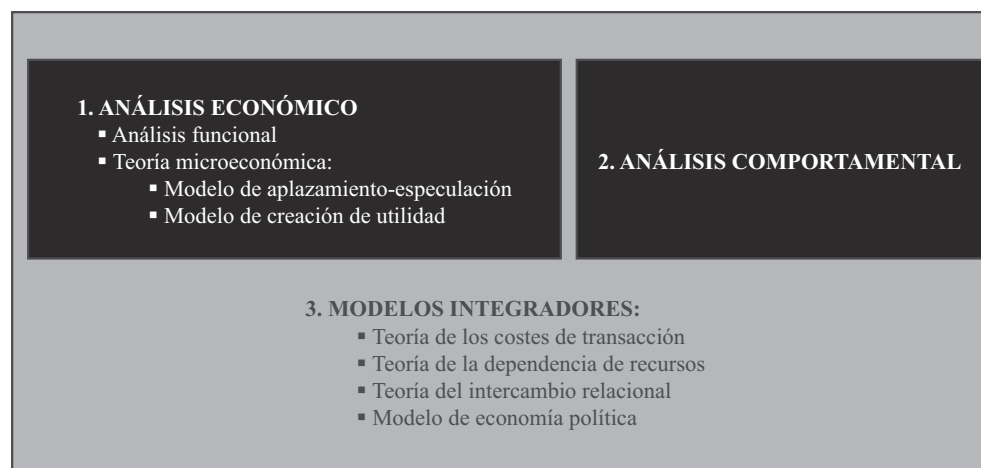 1. ANÁLISIS ECONÓMICO
▪ Análisis funcional
▪ Teoría microeconómica:
▪ Modelo de aplazamiento-especulación
▪ Modelo de creación de utilidad
2. ANÁLISIS COMPORTAMENTAL
3. MODELOS INTEGRADORES:
▪ Teoría de los costes de transacción
▪ Teoría de la dependencia de recursos
▪ Teoría del intercambio relacional
▪ Modelo de economía política